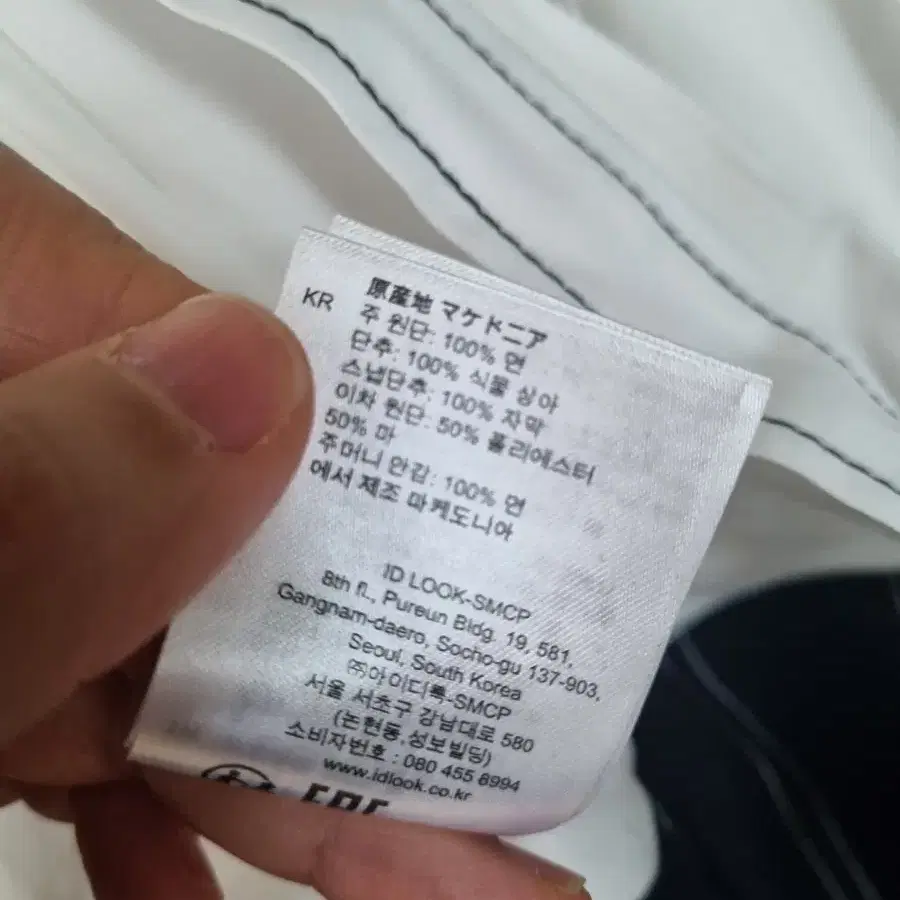 原産地 マケドニア
KR 주 원단: 100% 면
단추: 100% 식물 상아
스냅단추: 100% 자막
이차 원단: 50% 폴리에스터
50% 마
주머니 안감: 100% 면
에서 제조 마케도니아
ID LOOK-SMCP
8th fl., Pureun Bldg. 19, 581,
Gangnam-daero, Socho-gu 137-903,
Seoul, South Korea
㈜아이디룩-SMCP
서울 서초구 강남대로 580
(논현동,성보빌딩)
소비자번호 : 080 455 8994
www.idlook.co.kr